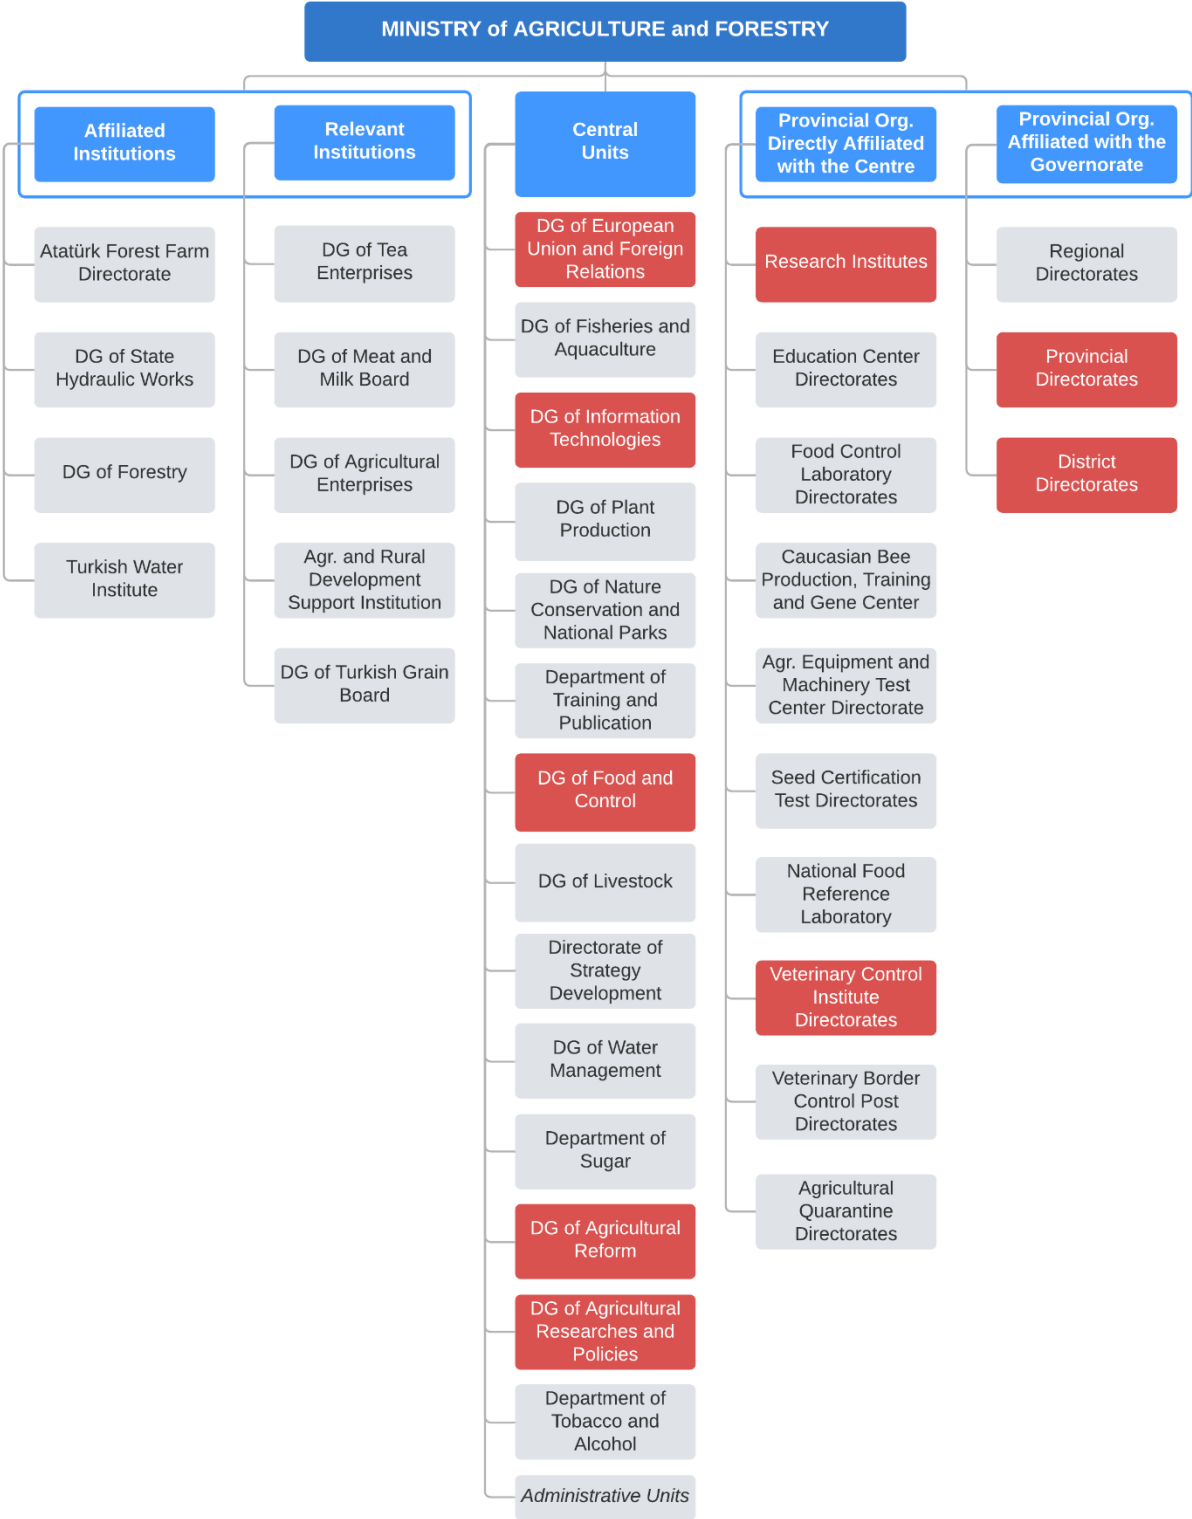 MINISTRY of AGRICULTURE and FORESTRY
Affiliated
Institutions
Atatürk Forest Farm
Directorate
DG of State
Hydraulic Works
DG of Forestry
Turkish Water
Institute
Relevant
Institutions
DG of Tea
Enterprises
DG of Meat and
Milk Board
DG of Agricultural
Enterprises
Agr. and Rural
Development
Support Institution
DG of Turkish Grain
Board
Central
Units
DG of European
Union and Foreign
Relations
DG of Fisheries and
Aquaculture
DG of Information
Technologies
DG of Plant
Production
DG of Nature
Conservation and
National Parks
Department of
Training and
Publication
DG of Food and
Control
DG of Livestock
Directorate of
Strategy
Development
DG of Water
Management
Department of
Sugar
DG of Agricultural
Reform
DG of Agricultural
Researches and
Policies
Department of
Tobacco and
Alcohol
Administrative Units
Provincial Org.
Directly Affiliated
with the Centre
Research Institutes
Education Center
Directorates
Food Control
Laboratory
Directorates
Caucasian Bee
Production, Training
and Gene Center
Agr. Equipment and
Machinery Test
Center Directorate
Seed Certification
Test Directorates
National Food
Reference
Laboratory
Veterinary Control
Institute
Directorates
Veterinary Border
Control Post
Directorates
Agricultural
Quarantine
Directorates
Provincial Org.
Affiliated with the
Governorate
Regional
Directorates
Provincial
Directorates
District
Directorates